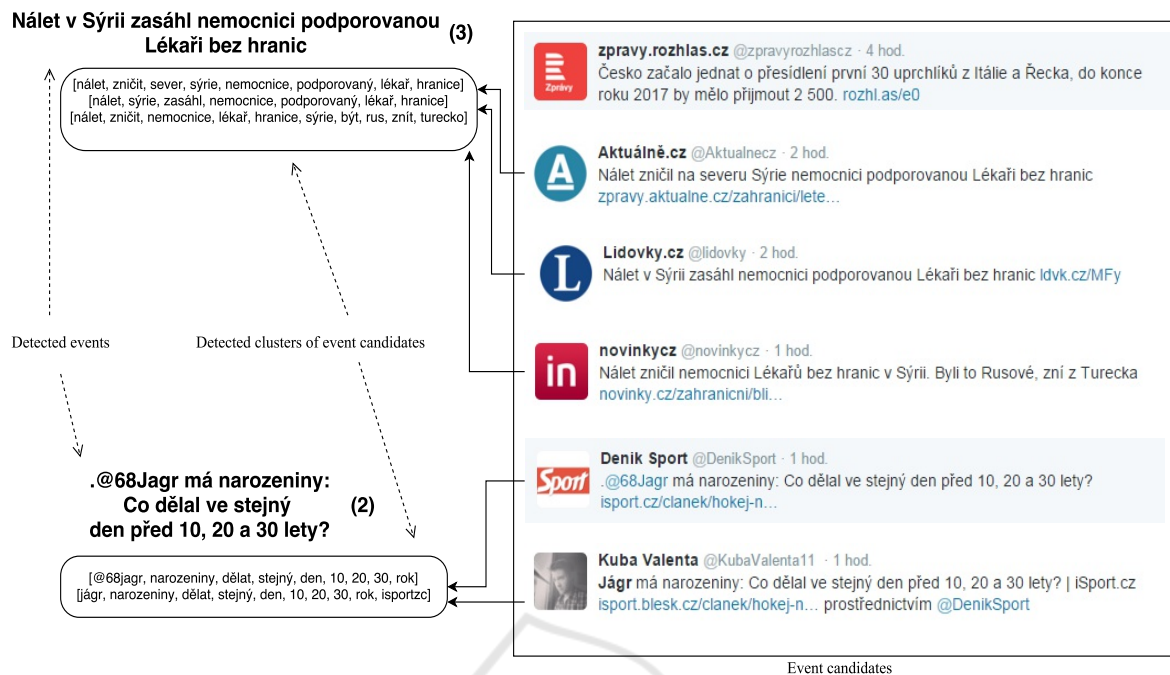 Nálet v Sýrii zasáhl nemocnici podporovanou
Lékaři bez hranic
(3)
[nálet, zničit, sever, sýrie, nemocnice, podporovaný, lékař, hranice]
[nálet, sýrie, zasáhl, nemocnice, podporovaný, lékař, hranice]
[nálet, zničit, nemocnice, lékař, hranice, sýrie, být, rus, znít, turecko]
Detected events
Detected clusters of event candidates
.@68Jagr má narozeniny:
Co dělal ve stejný
den před 10, 20 a 30 lety?
(2)
[@68jagr, narozeniny, dělat, stejný, den, 10, 20, 30, rok]
[jágr, narozeniny, dělat, stejný, den, 10, 20, 30, rok, isportzc]
Zprávy
zpravy.rozhlas.cz @zpravyrozhlascz · 4 hod.
Česko začalo jednat o přesídlení první 30 uprchlíků z Itálie a Řecka, do konce
roku 2017 by mělo přijmout 2 500. rozhl.as/e0
A
Aktuálně.cz @Aktualnecz · 2 hod.
Nálet zničil na severu Sýrie nemocnici podporovanou Lékaři bez hranic
zpravy.aktualne.cz/zahranici/lete…
L
Lidovky.cz @lidovky · 2 hod.
Nálet v Sýrii zasáhl nemocnici podporovanou Lékaři bez hranic ldvk.cz/MFy
in
novinkycz @novinkycz · 1 hod.
Nálet zničil nemocnici Lékařů bez hranic v Sýrii. Byli to Rusové, zní z Turecka
novinky.cz/zahranicni/bli…
Sport
Deník Sport @DenikSport · 1 hod.
.@68Jagr má narozeniny: Co dělal ve stejný den před 10, 20 a 30 lety?
isport.cz/clanek/hokej-n…
Kuba Valenta @KubaValenta11 · 1 hod.
Jágr má narozeniny: Co dělal ve stejný den před 10, 20 a 30 lety? | iSport.cz
isport.blesk.cz/clanek/hokej-n… prostřednictvím @DenikSport
Event candidates